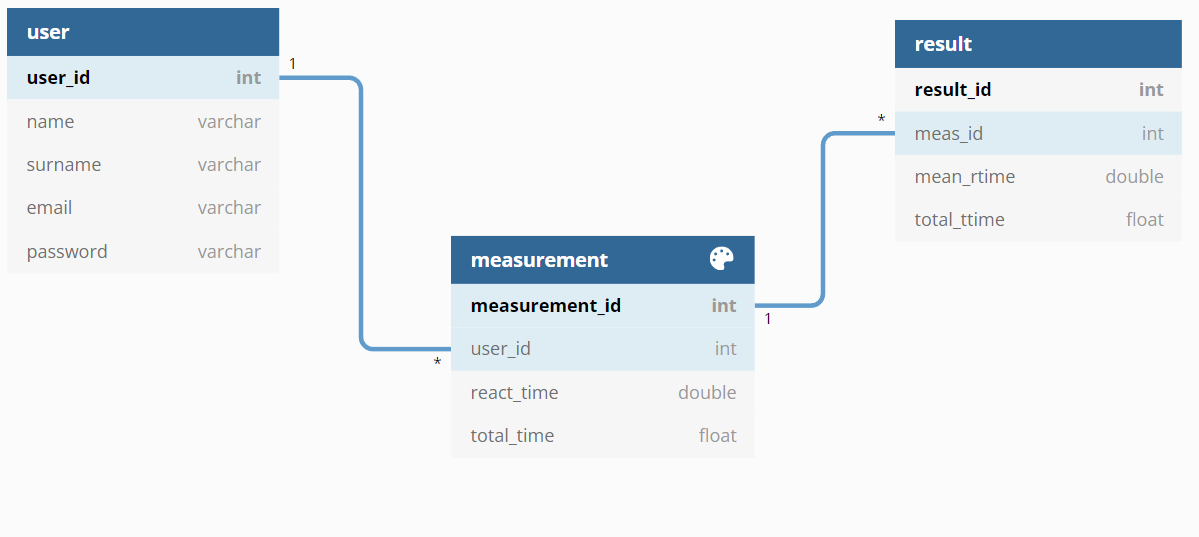 user
user_id int
name varchar
surname varchar
email varchar
password varchar
1
*
measurement
measurement_id int
user_id int
react_time double
total_time float
1
*
result
result_id int
meas_id int
mean_rtime double
total_ttime float